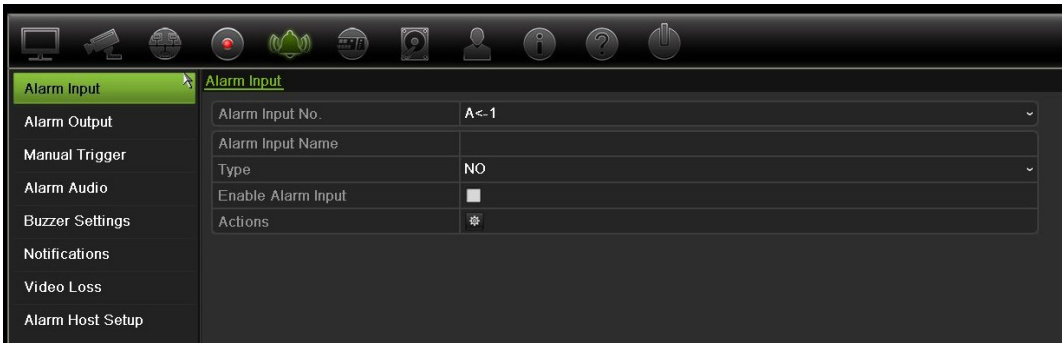 Alarm Input
Alarm Output
Manual Trigger
Alarm Audio
Buzzer Settings
Notifications
Video Loss
Alarm Host Setup
Alarm Input
Alarm Input No. A<-1
Alarm Input Name
Type NO
Enable Alarm Input
Actions